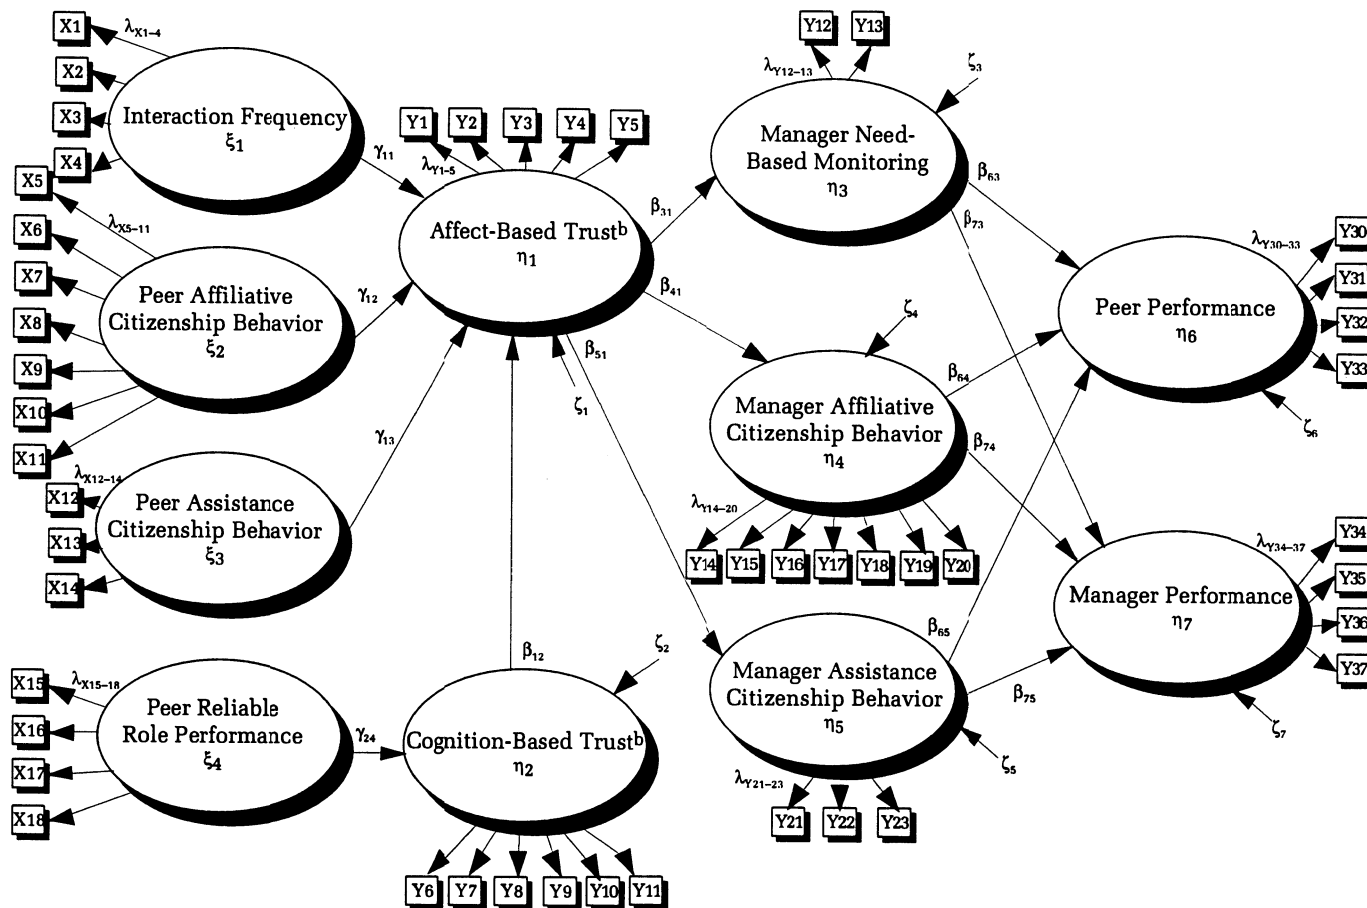 X1
X2
X3
X4
λX1–4
Interaction Frequency
ξ1
γ11
X5
X6
X7
X8
X9
X10
X11
λX5–11
Peer Affiliative
Citizenship Behavior
ξ2
γ12
X12
X13
X14
λX12–14
Peer Assistance
Citizenship Behavior
ξ3
γ13
X15
X16
X17
X18
λX15–18
Peer Reliable
Role Performance
ξ4
γ24
Y1
Y2
Y3
Y4
Y5
λY1–5
Affect-Based Trustb
η1
ζ1
β12
ζ2
Cognition-Based Trustb
η2
Y6
Y7
Y8
Y9
Y10
Y11
β31
β41
β51
Y12
Y13
λY12–13
ζ3
Manager Need-
Based Monitoring
η3
β63
β73
ζ4
Manager Affiliative
Citizenship Behavior
η4
β64
β74
λY14–20
Y14
Y15
Y16
Y17
Y18
Y19
Y20
Manager Assistance
Citizenship Behavior
η5
β65
β75
ζ5
λY21–23
Y21
Y22
Y23
λY30–33
Y30
Y31
Y32
Y33
Peer Performance
η6
ζ6
λY34–37
Y34
Y35
Y36
Y37
Manager Performance
η7
ζ7